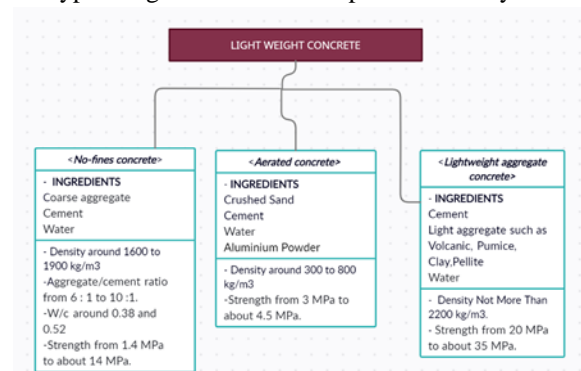 LIGHT WEIGHT CONCRETE
<No-fines concrete>
- INGREDIENTS
Coarse aggregate
Cement
Water
- Density around 1600 to
1900 kg/m3
-Aggregate/cement ratio
from 6 : 1 to 10 :1.
-W/c around 0.38 and
0.52
-Strength from 1.4 MPa
to about 14 MPa.
<Aerated concrete>
- INGREDIENTS
Crushed Sand
Cement
Water
Aluminium Powder
- Density around 300 to 800
kg/m3
-Strength from 3 MPa to
about 4.5 MPa.
<Lightweight aggregate
concrete>
- INGREDIENTS
Cement
Light aggregate such as
Volcanic, Pumice,
Clay,Pellite
Water
- Density Not More Than
2200 kg/m3.
- Strength from 20 MPa
to about 35 MPa.